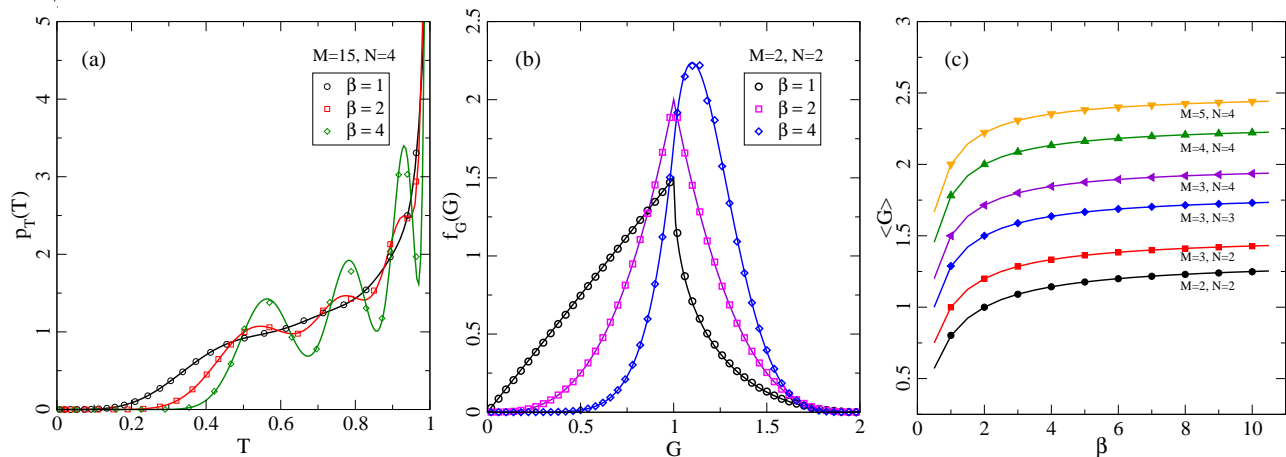 (a)
M=15, N=4
β = 1
β = 2
β = 4
p_T(T)
5
4
3
2
1
0
0 0.2 0.4 0.6 0.8 1
T
(b)
M=2, N=2
β = 1
β = 2
β = 4
f_G(G)
2
1.5
1
0.5
0
0 0.5 1 1.5 2
G
(c)
<G>
3
2.5
2
1.5
1
0.5
M=5, N=4
M=4, N=4
M=3, N=4
M=3, N=3
M=3, N=2
M=2, N=2
2 4 6 8 10
β